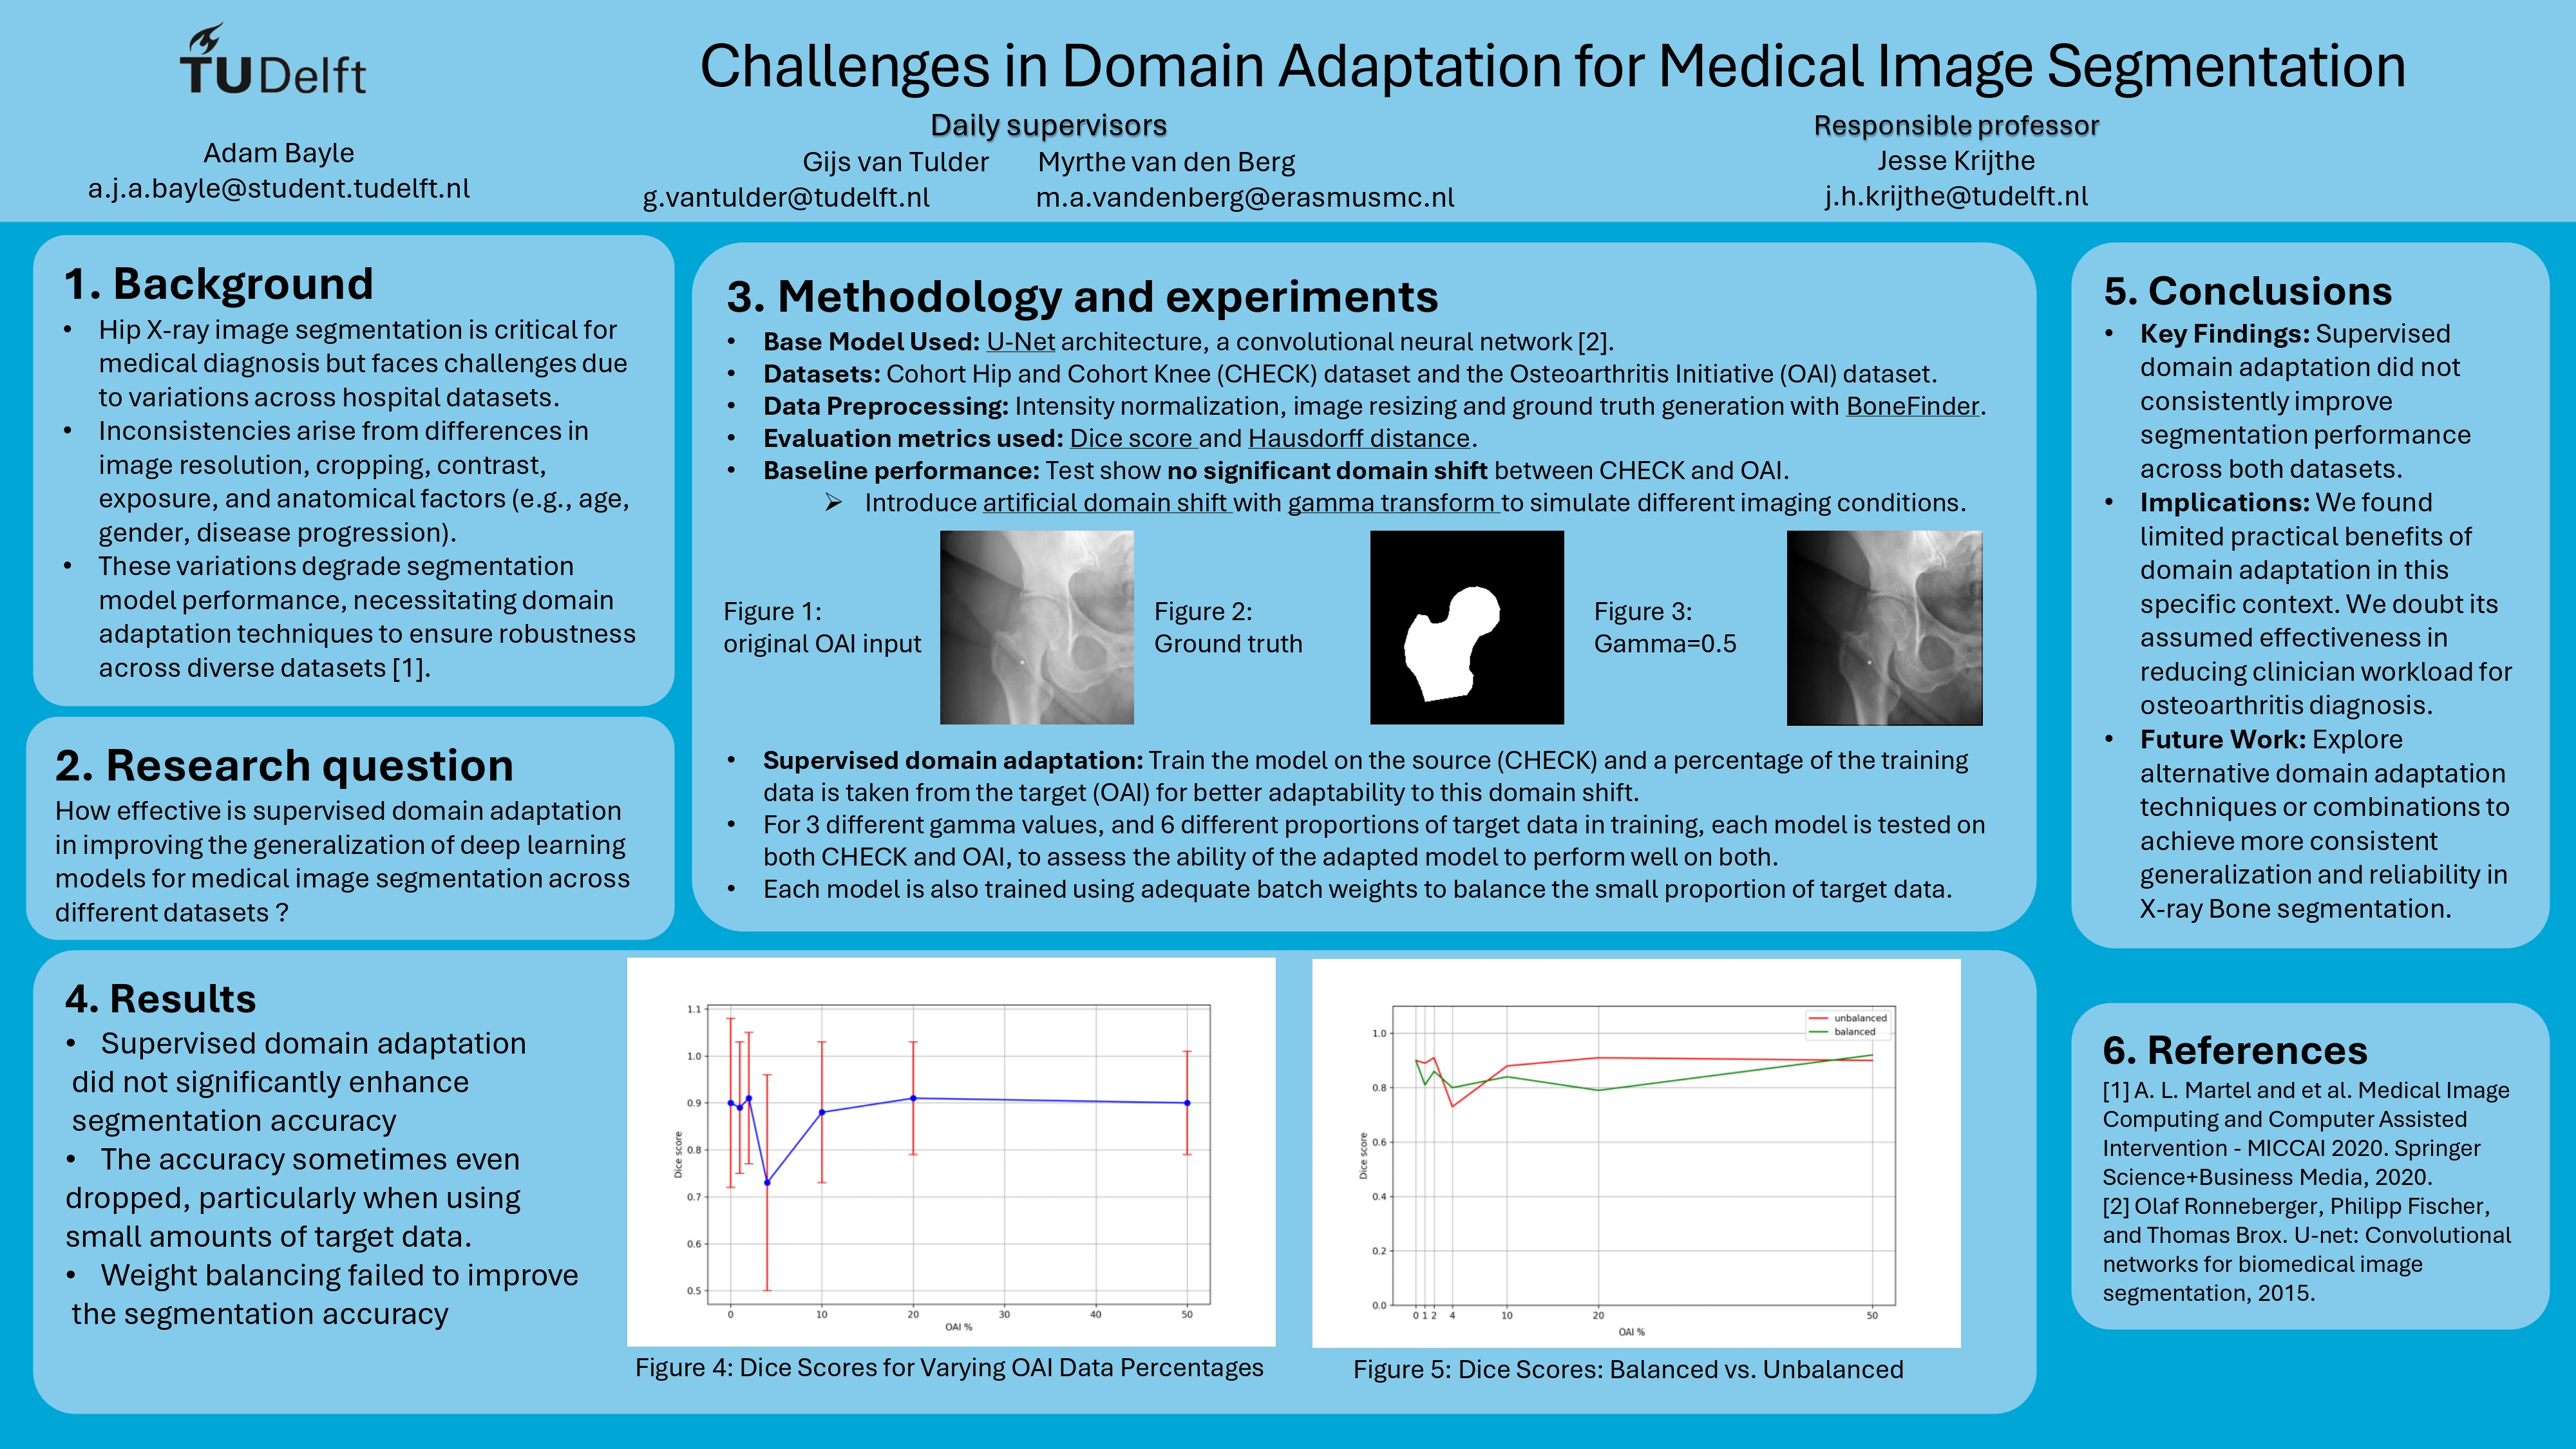 TUDelft
Challenges in Domain Adaptation for Medical Image Segmentation
Adam Bayle
a.j.a.bayle@student.tudelft.nl
Daily supervisors
Gijs van Tulder Myrthe van den Berg
g.vantulder@tudelft.nl m.a.vandenberg@erasmusmc.nl
Responsible professor
Jesse Krijthe
j.h.krijthe@tudelft.nl
1. Background
• Hip X-ray image segmentation is critical for
medical diagnosis but faces challenges due
to variations across hospital datasets.
• Inconsistencies arise from differences in
image resolution, cropping, contrast,
exposure, and anatomical factors (e.g., age,
gender, disease progression).
• These variations degrade segmentation
model performance, necessitating domain
adaptation techniques to ensure robustness
across diverse datasets [1].
2. Research question
How effective is supervised domain adaptation
in improving the generalization of deep learning
models for medical image segmentation across
different datasets ?
3. Methodology and experiments
• Base Model Used: U-Net architecture, a convolutional neural network [2].
• Datasets: Cohort Hip and Cohort Knee (CHECK) dataset and the Osteoarthritis Initiative (OAI) dataset.
• Data Preprocessing: Intensity normalization, image resizing and ground truth generation with BoneFinder.
• Evaluation metrics used: Dice score and Hausdorff distance.
• Baseline performance: Test show no significant domain shift between CHECK and OAI.
➢ Introduce artificial domain shift with gamma transform to simulate different imaging conditions.
Figure 1:
original OAI input
Figure 2:
Ground truth
Figure 3:
Gamma=0.5
• Supervised domain adaptation: Train the model on the source (CHECK) and a percentage of the training
data is taken from the target (OAI) for better adaptability to this domain shift.
• For 3 different gamma values, and 6 different proportions of target data in training, each model is tested on
both CHECK and OAI, to assess the ability of the adapted model to perform well on both.
• Each model is also trained using adequate batch weights to balance the small proportion of target data.
4. Results
• Supervised domain adaptation
did not significantly enhance
segmentation accuracy
• The accuracy sometimes even
dropped, particularly when using
small amounts of target data.
• Weight balancing failed to improve
the segmentation accuracy
1.1
1.0
0.9
0.8
0.7
0.6
0.5
Dice score
0 10 20 30 40 50
OAI %
Figure 4: Dice Scores for Varying OAI Data Percentages
unbalanced
balanced
1.0
0.8
0.6
0.4
0.2
0.0
Dice score
0 1 2 4 10 20 50
OAI %
Figure 5: Dice Scores: Balanced vs. Unbalanced
5. Conclusions
• Key Findings: Supervised
domain adaptation did not
consistently improve
segmentation performance
across both datasets.
• Implications: We found
limited practical benefits of
domain adaptation in this
specific context. We doubt its
assumed effectiveness in
reducing clinician workload for
osteoarthritis diagnosis.
• Future Work: Explore
alternative domain adaptation
techniques or combinations to
achieve more consistent
generalization and reliability in
X-ray Bone segmentation.
6. References
[1] A. L. Martel and et al. Medical Image
Computing and Computer Assisted
Intervention - MICCAI 2020. Springer
Science+Business Media, 2020.
[2] Olaf Ronneberger, Philipp Fischer,
and Thomas Brox. U-net: Convolutional
networks for biomedical image
segmentation, 2015.